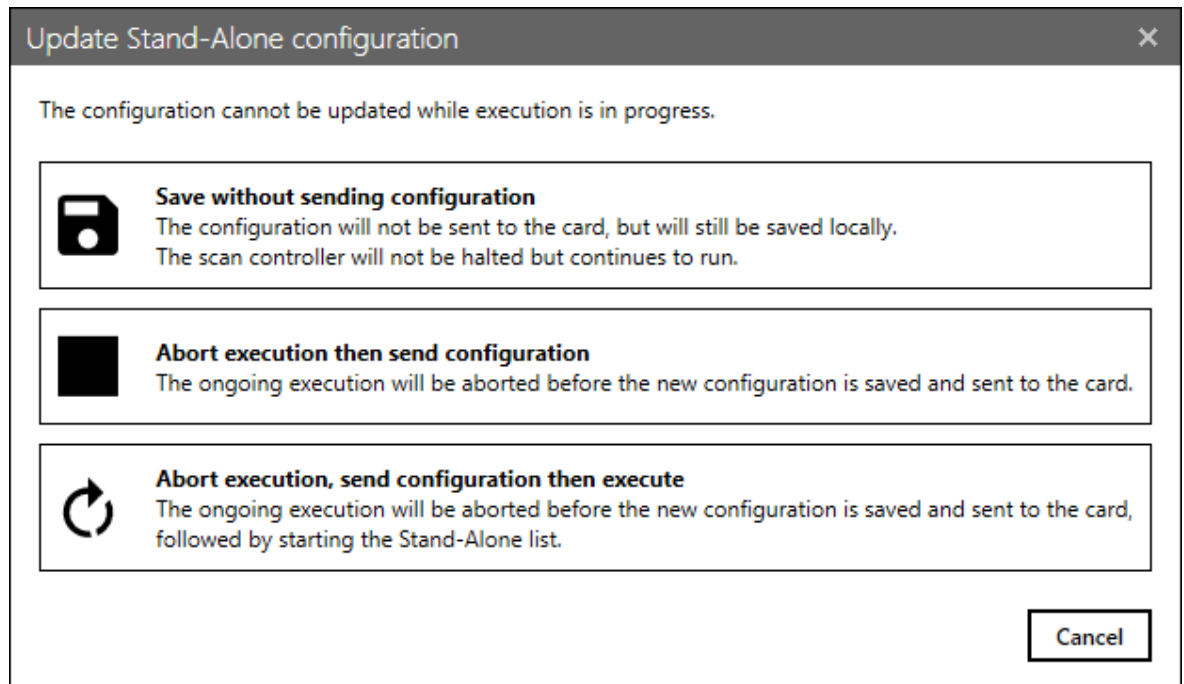 Update Stand-Alone configuration
The configuration cannot be updated while execution is in progress.
Save without sending configuration
The configuration will not be sent to the card, but will still be saved locally.
The scan controller will not be halted but continues to run.
Abort execution then send configuration
The ongoing execution will be aborted before the new configuration is saved and sent to the card.
Abort execution, send configuration then execute
The ongoing execution will be aborted before the new configuration is saved and sent to the card,
followed by starting the Stand-Alone list.
Cancel